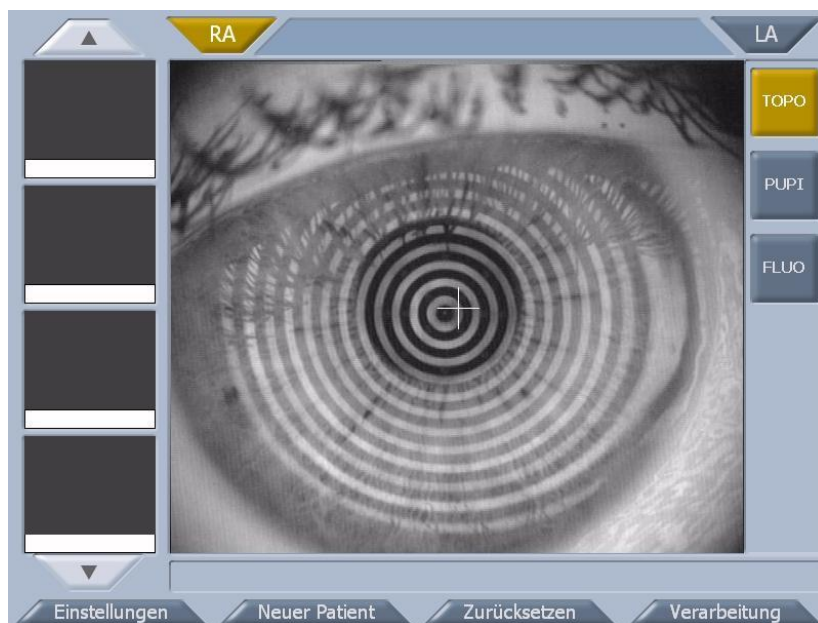 RA
LA
TOPO
PUPI
FLUO
Einstellungen
Neuer Patient
Zurücksetzen
Verarbeitung